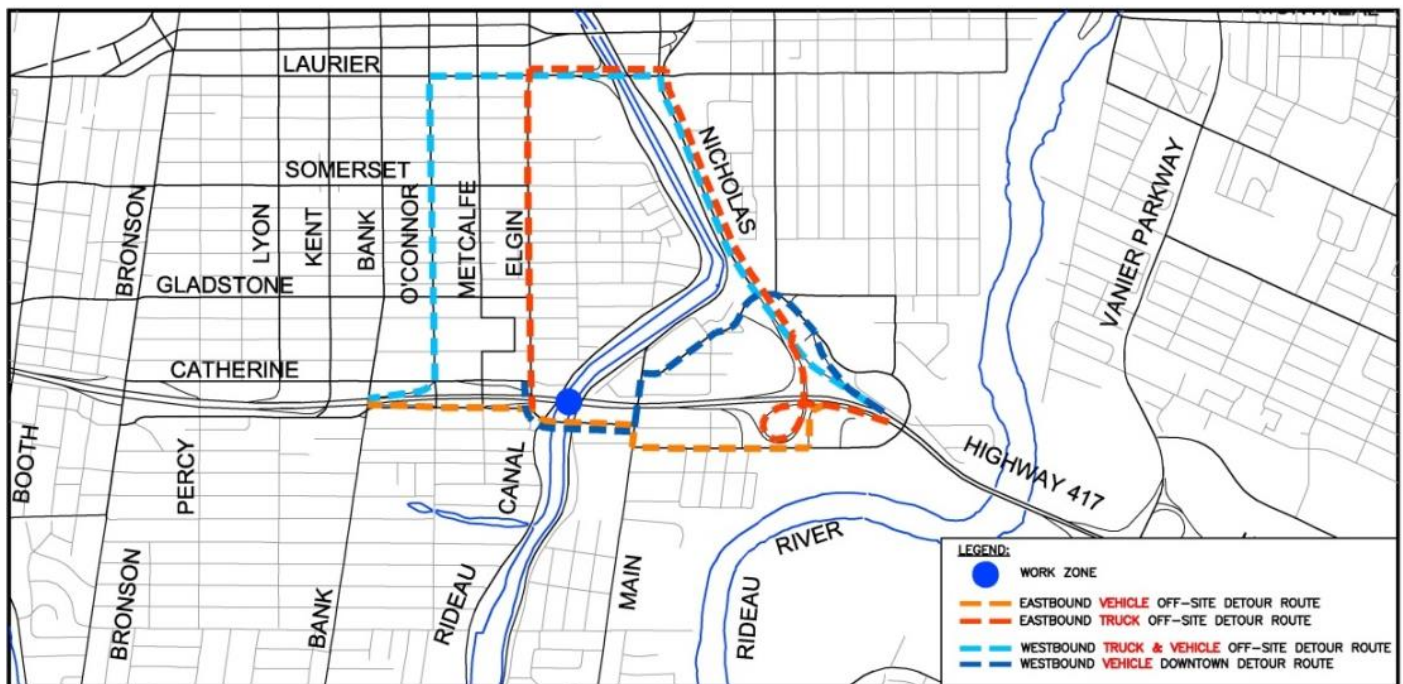 MONTREAL
LAURIER
NICHOLAS
SOMERSET
BRONSON
LYON
KENT
BANK
O'CONNOR
METCALFE
ELGIN
VANIER PARKWAY
GLADSTONE
CATHERINE
BOOTH
PERCY
CANAL
HIGHWAY 417
RIVER
BRONSON
BANK
RIDEAU
MAIN
RIDEAU
LEGEND:
WORK ZONE
EASTBOUND VEHICLE OFF-SITE DETOUR ROUTE
EASTBOUND TRUCK OFF-SITE DETOUR ROUTE
WESTBOUND TRUCK & VEHICLE OFF-SITE DETOUR ROUTE
WESTBOUND VEHICLE DOWNTOWN DETOUR ROUTE